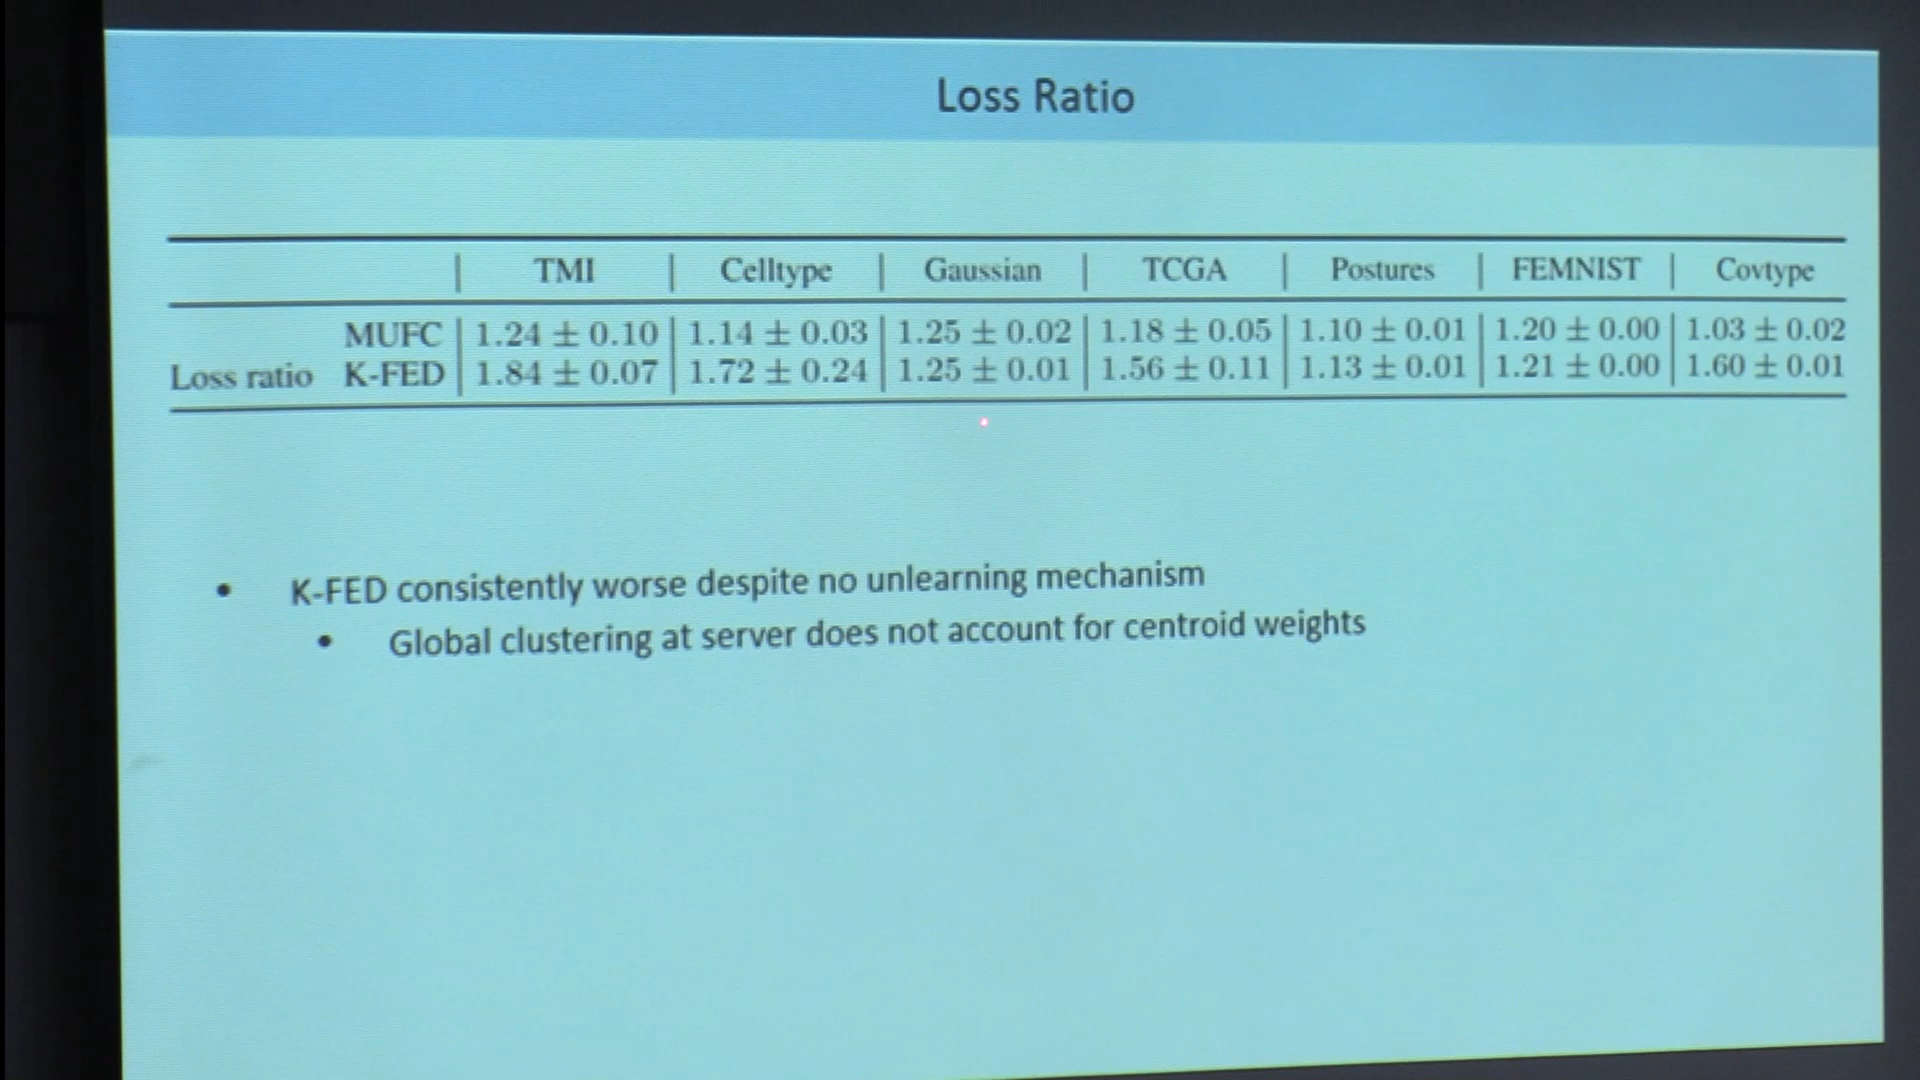 Loss Ratio
| TMI | Celltype | Gaussian | TCGA | Postures | FEMNIST | Covtype
MUFC | 1.24 ± 0.10 | 1.14 ± 0.03 | 1.25 ± 0.02 | 1.18 ± 0.05 | 1.10 ± 0.01 | 1.20 ± 0.00 | 1.03 ± 0.02
Loss ratio K-FED | 1.84 ± 0.07 | 1.72 ± 0.24 | 1.25 ± 0.01 | 1.56 ± 0.11 | 1.13 ± 0.01 | 1.21 ± 0.00 | 1.60 ± 0.01
• K-FED consistently worse despite no unlearning mechanism
• Global clustering at server does not account for centroid weights